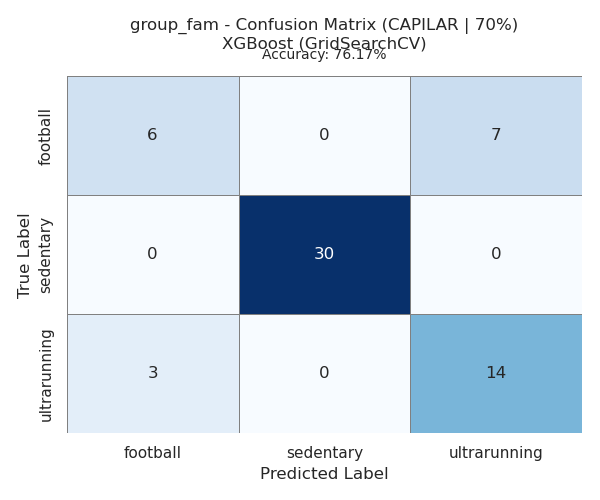 group_fam - Confusion Matrix (CAPILAR | 70%)
XGBoost (GridSearchCV)
Accuracy: 76.17%
football
6
0
7
True Label
sedentary
0
30
0
ultrarunning
3
0
14
football
sedentary
ultrarunning
Predicted Label